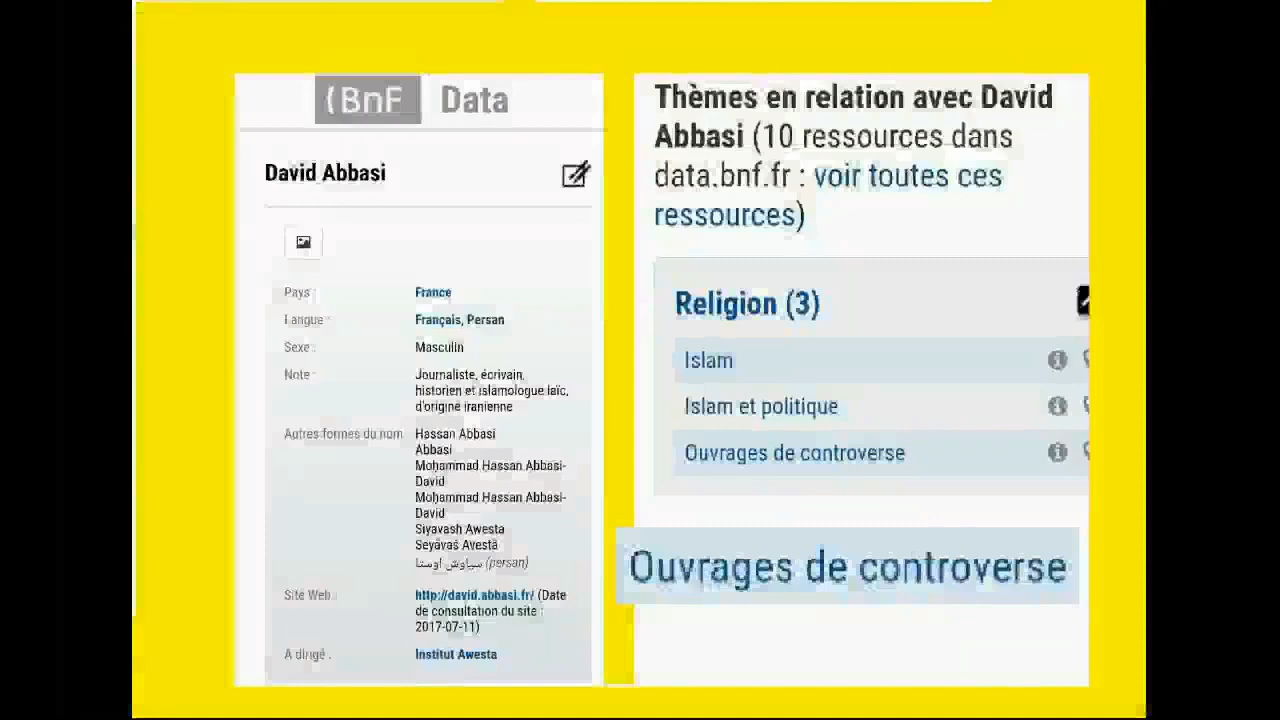 (BnF Data
David Abbasi
Pays : France
Langue : Français, Persan
Sexe : Masculin
Note : Journaliste, écrivain,
historien et islamologue laïc,
d'origine iranienne
Autres formes du nom Hassan Abbasi
Abbasi
Moḥammad Hassan Abbasi-
David
Moḥammad Hassan Abbasi-
David
Siyavash Awesta
Seyāvaš Avestā
سیاوش اوستا (persan)
Site Web : http://david.abbasi.fr/ (Date
de consultation du site :
2017-07-11)
A dirigé : Institut Awesta
Thèmes en relation avec David
Abbasi (10 ressources dans
data.bnf.fr : voir toutes ces
ressources)
Religion (3)
Islam
Islam et politique
Ouvrages de controverse
Ouvrages de controverse